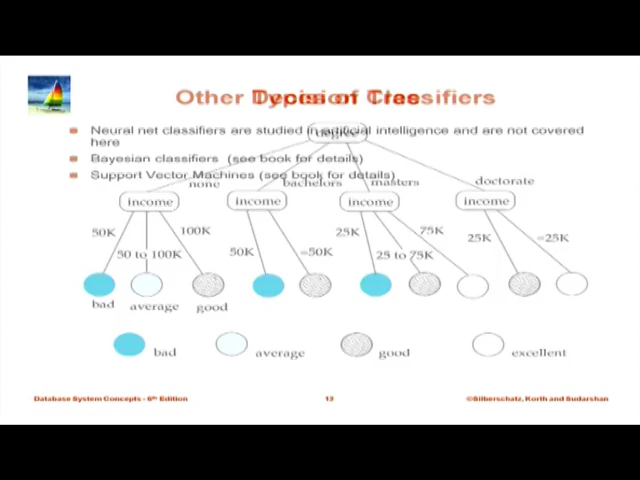 Other Types of Classifiers
Decision Tree
Neural net classifiers are studied in artificial intelligence and are not covered
here
degree
Bayesian classifiers (see book for details)
Support Vector Machines (see book for details)
none bachelors masters doctorate
income income income income
50K 100K 50K =50K 25K 75K 25K =25K
50 to 100K 25 to 75K
bad average good
bad average good excellent
Database System Concepts - 6th Edition 13 ©Silberschatz, Korth and Sudarshan